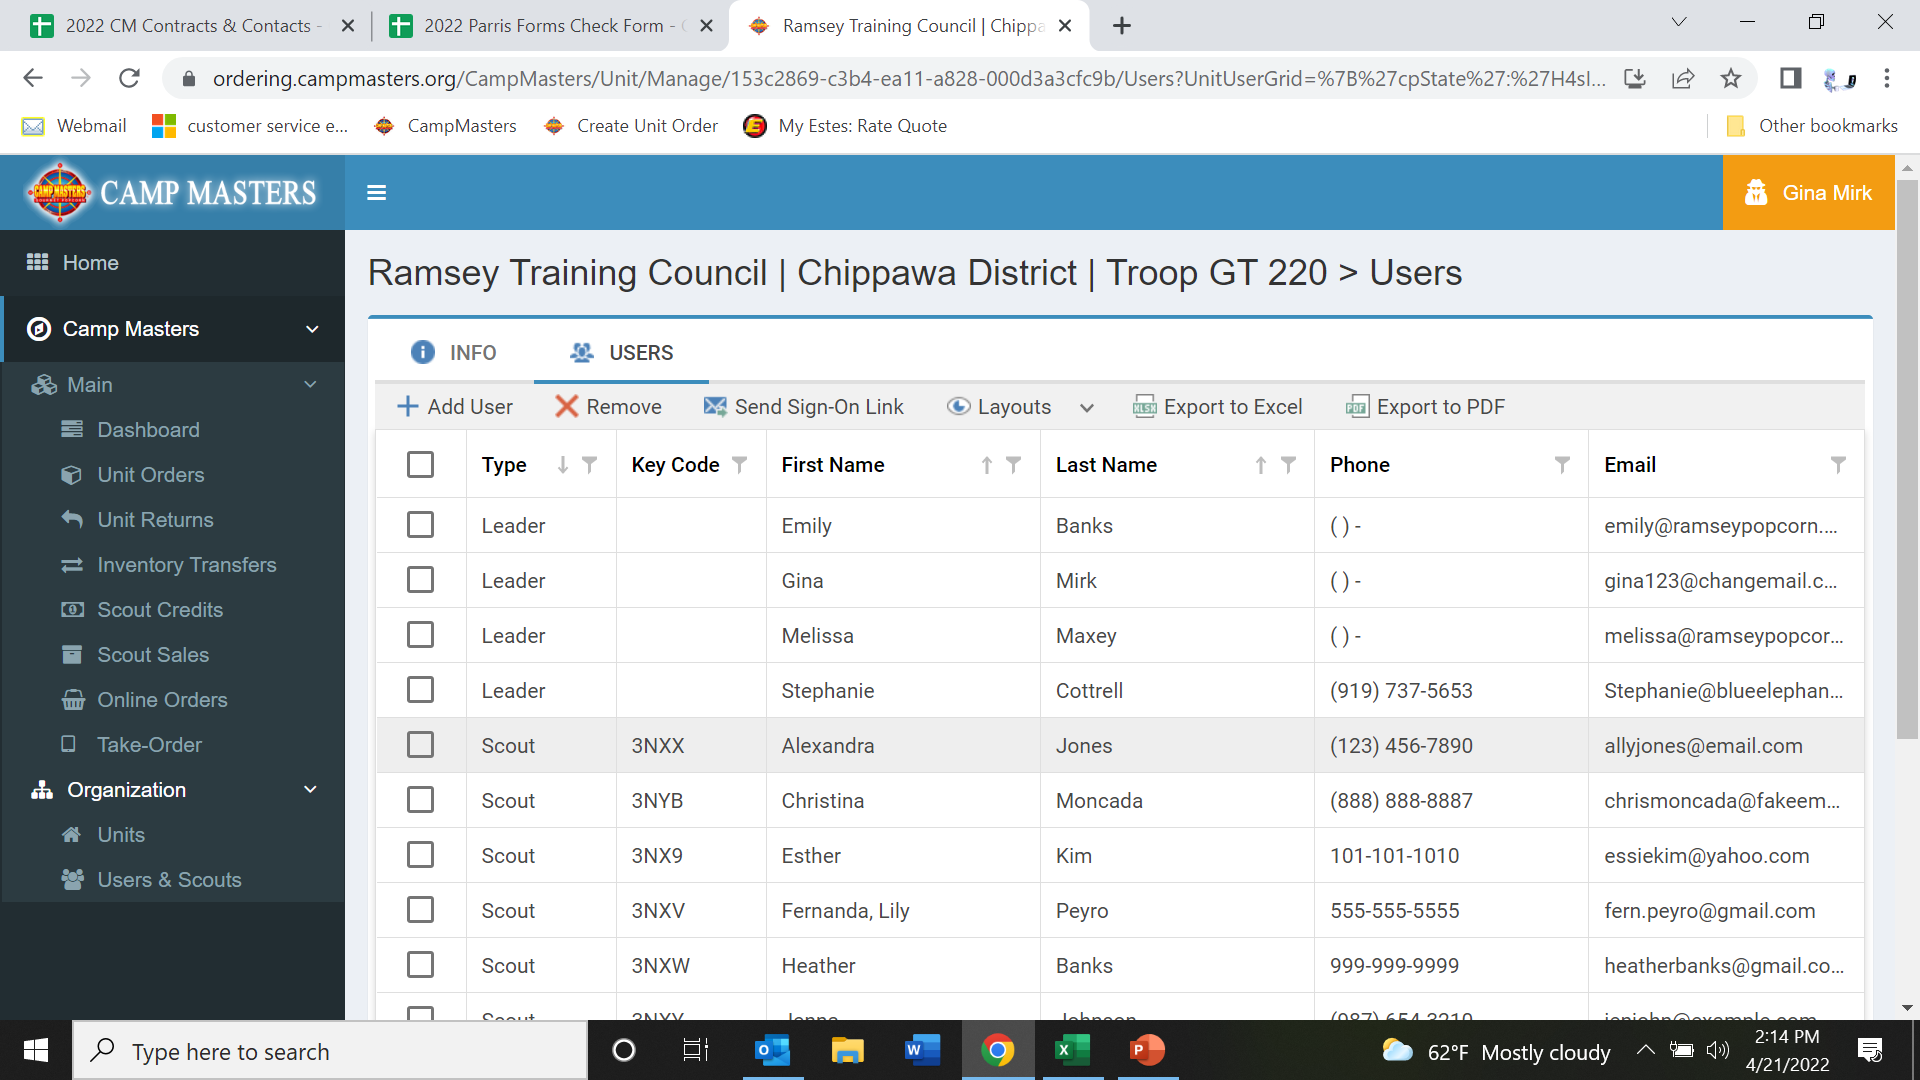 2022 CM Contracts & Contacts -
2022 Parris Forms Check Form -
Ramsey Training Council | Chippa
ordering.campmasters.org/CampMasters/Unit/Manage/153c2869-c3b4-ea11-a828-000d3a3cfc9b/Users?UnitUserGrid=%7B%27cpState%27:%27H4sI...
Webmail
customer service e...
CampMasters
Create Unit Order
My Estes: Rate Quote
Other bookmarks
CAMP MASTERS
Gina Mirk
Home
Camp Masters
Main
Dashboard
Unit Orders
Unit Returns
Inventory Transfers
Scout Credits
Scout Sales
Online Orders
Take-Order
Organization
Units
Users & Scouts
Ramsey Training Council | Chippawa District | Troop GT 220 > Users
INFO USERS
Add User Remove Send Sign-On Link Layouts Export to Excel Export to PDF
Type Key Code First Name Last Name Phone Email
Leader Emily Banks ( ) - emily@ramseypopcorn....
Leader Gina Mirk ( ) - gina123@changemail.c...
Leader Melissa Maxey ( ) - melissa@ramseypopcor...
Leader Stephanie Cottrell (919) 737-5653 Stephanie@blueelephan...
Scout 3NXX Alexandra Jones (123) 456-7890 allyjones@email.com
Scout 3NYB Christina Moncada (888) 888-8887 chrismoncada@fakeem...
Scout 3NX9 Esther Kim 101-101-1010 essiekim@yahoo.com
Scout 3NXV Fernanda, Lily Peyro 555-555-5555 fern.peyro@gmail.com
Scout 3NXW Heather Banks 999-999-9999 heatherbanks@gmail.co...
Scout Johnson (987) 654-3210
Type here to search
62°F Mostly cloudy
2:14 PM
4/21/2022